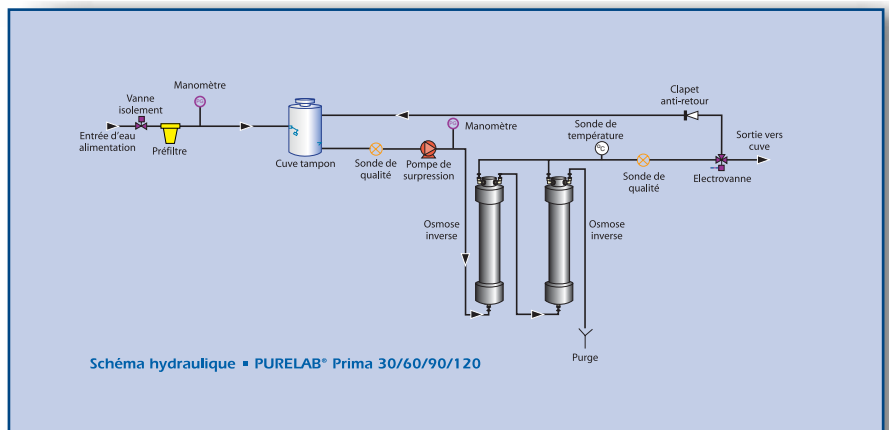 Manomètre
Vanne
isolement
PG
Entrée d'eau
alimentation
Préfiltre
Cuve tampon
Sonde de
qualité
Pompe de
surpression
PG
Manomètre
Sonde de
température
°C
Clapet
anti-retour
Sortie vers
cuve
Sonde de
qualité
Electrovanne
Osmose
inverse
Osmose
inverse
Purge
Schéma hydraulique ▪ PURELAB® Prima 30/60/90/120